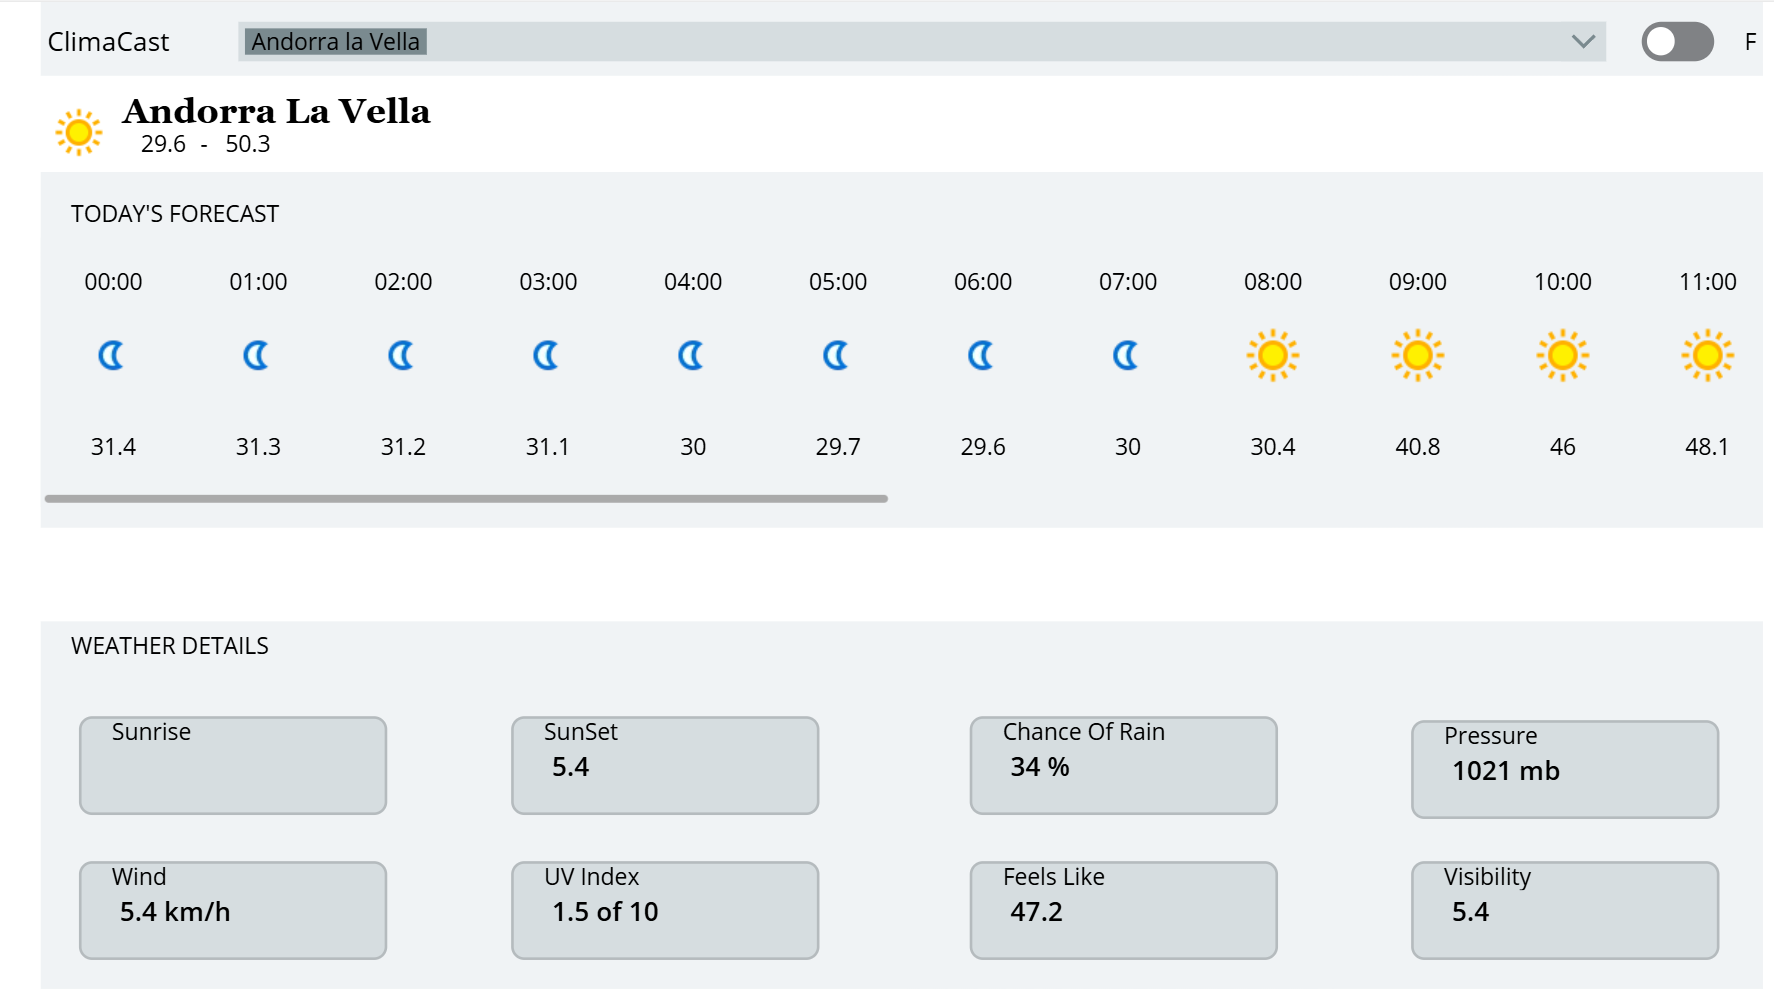 ClimaCast Andorra la Vella F
Andorra La Vella
29.6 - 50.3
TODAY'S FORECAST
00:00 01:00 02:00 03:00 04:00 05:00 06:00 07:00 08:00 09:00 10:00 11:00
31.4 31.3 31.2 31.1 30 29.7 29.6 30 30.4 40.8 46 48.1
WEATHER DETAILS
Sunrise SunSet Chance Of Rain Pressure
5.4 34 % 1021 mb
Wind UV Index Feels Like Visibility
5.4 km/h 1.5 of 10 47.2 5.4